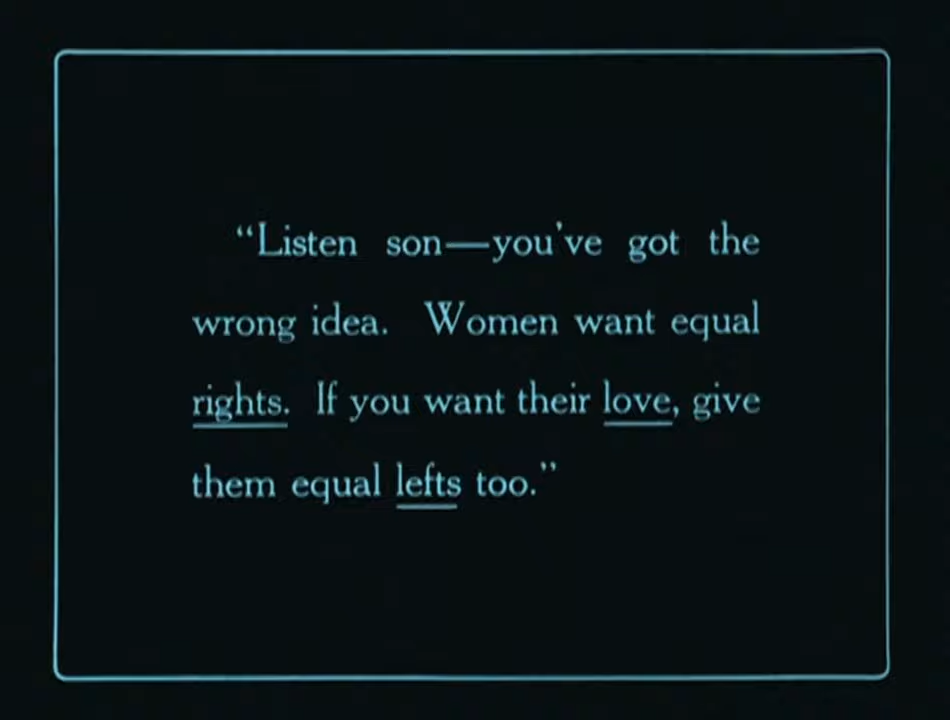 “Listen son—you've got the
wrong idea. Women want equal
rights. If you want their love, give
them equal lefts too.”